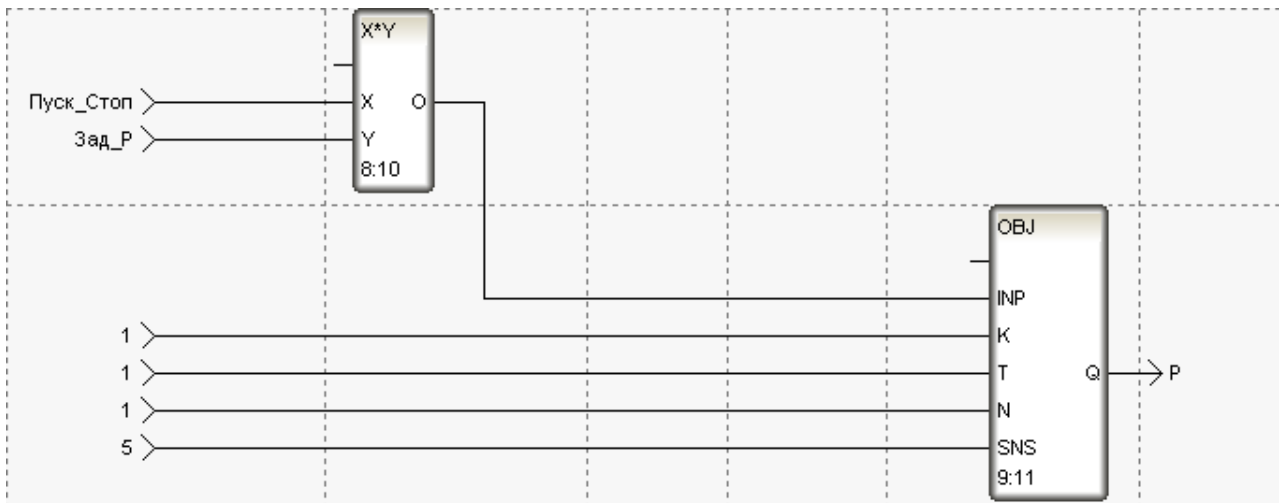 X*Y
Пуск_Стоп X O
Зад_Р Y
8:10
OBJ
INP
1 K
1 T Q P
1 N
5 SNS
9:11